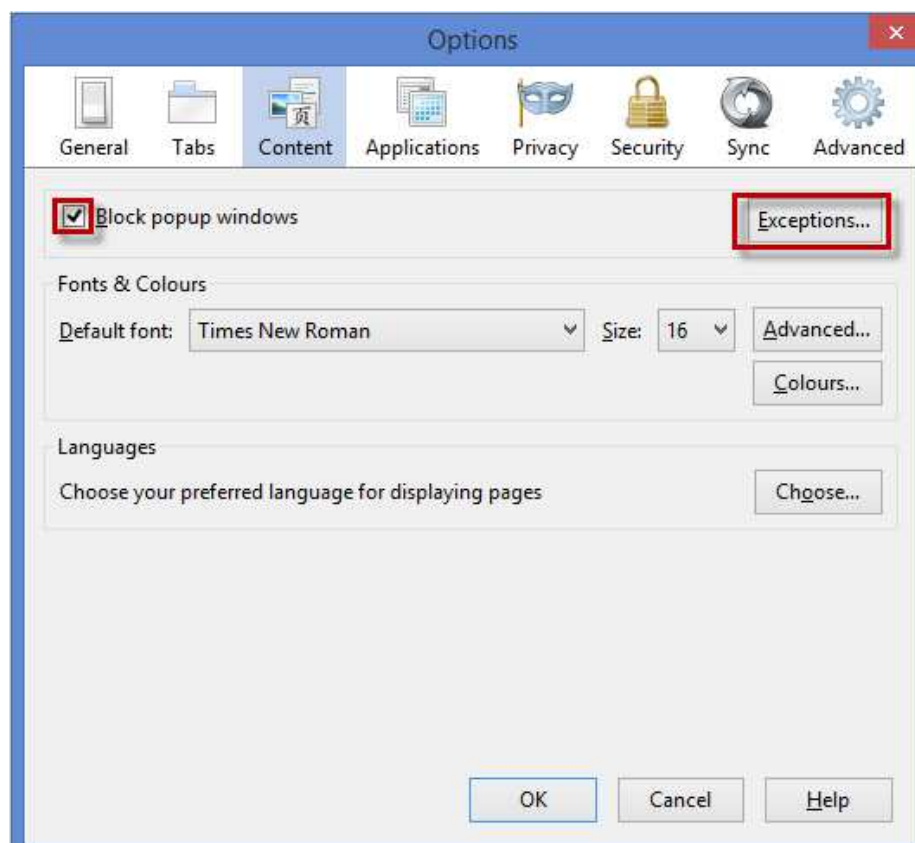 Options
General Tabs Content Applications Privacy Security Sync Advanced
Block popup windows Exceptions...
Fonts & Colours
Default font: Times New Roman Size: 16 Advanced...
Colours...
Languages
Choose your preferred language for displaying pages Choose...
OK Cancel Help